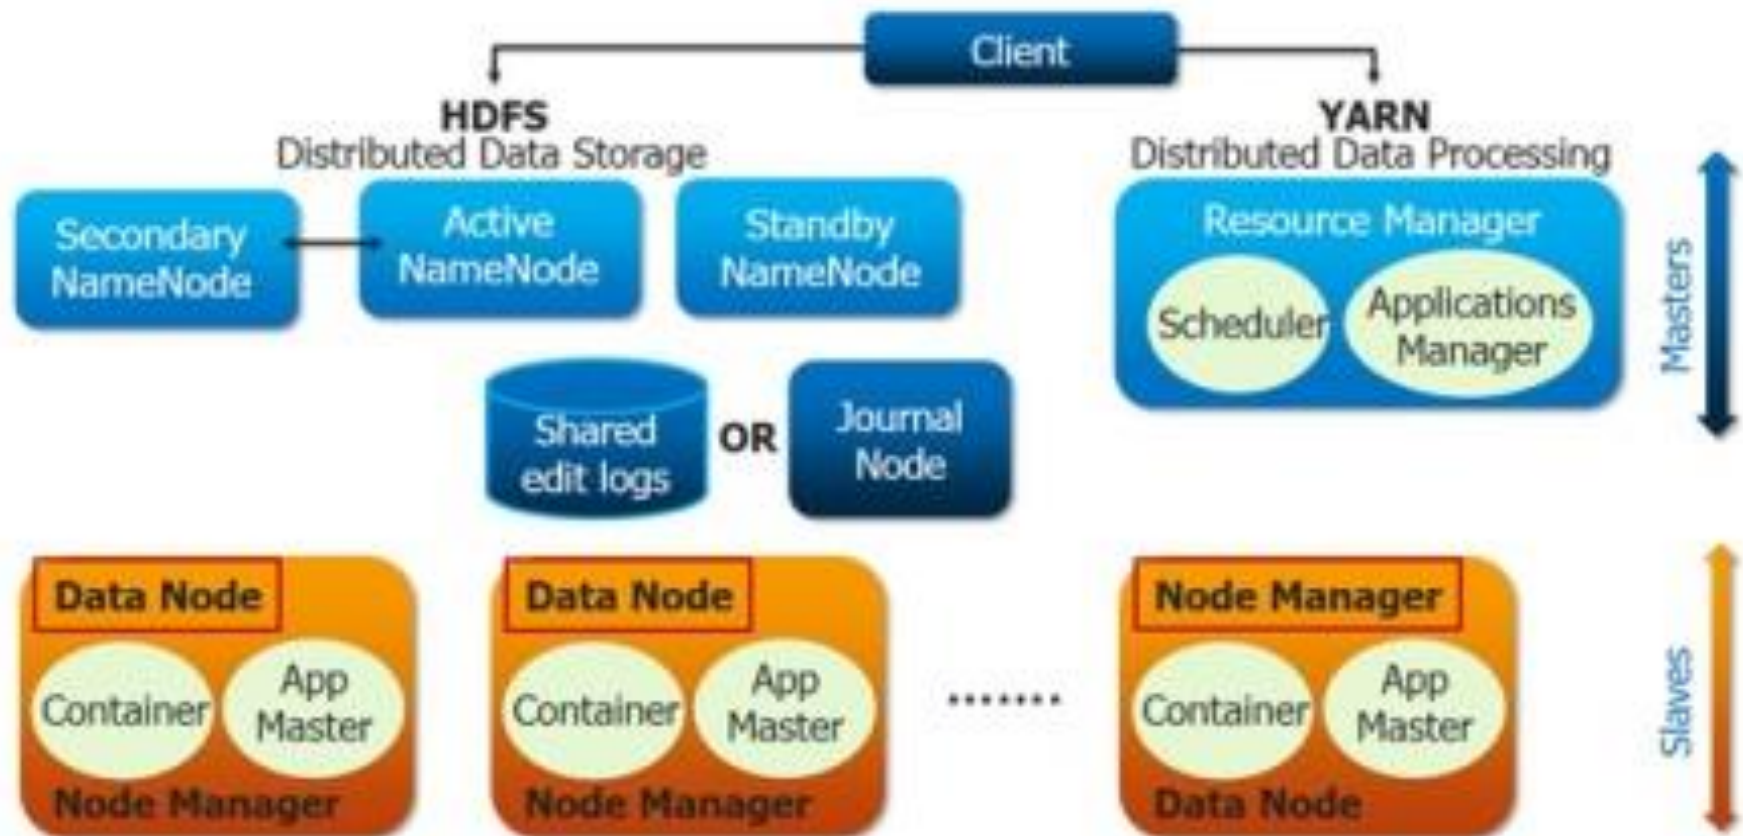 Client
HDFS
Distributed Data Storage
YARN
Distributed Data Processing
Secondary
NameNode
Active
NameNode
Standby
NameNode
Resource Manager
Scheduler
Applications
Manager
Masters
Shared
edit logs
OR
Journal
Node
Data Node
Container
App
Master
Node Manager
Data Node
Container
App
Master
Node Manager
.......
Node Manager
Container
App
Master
Data Node
Slaves